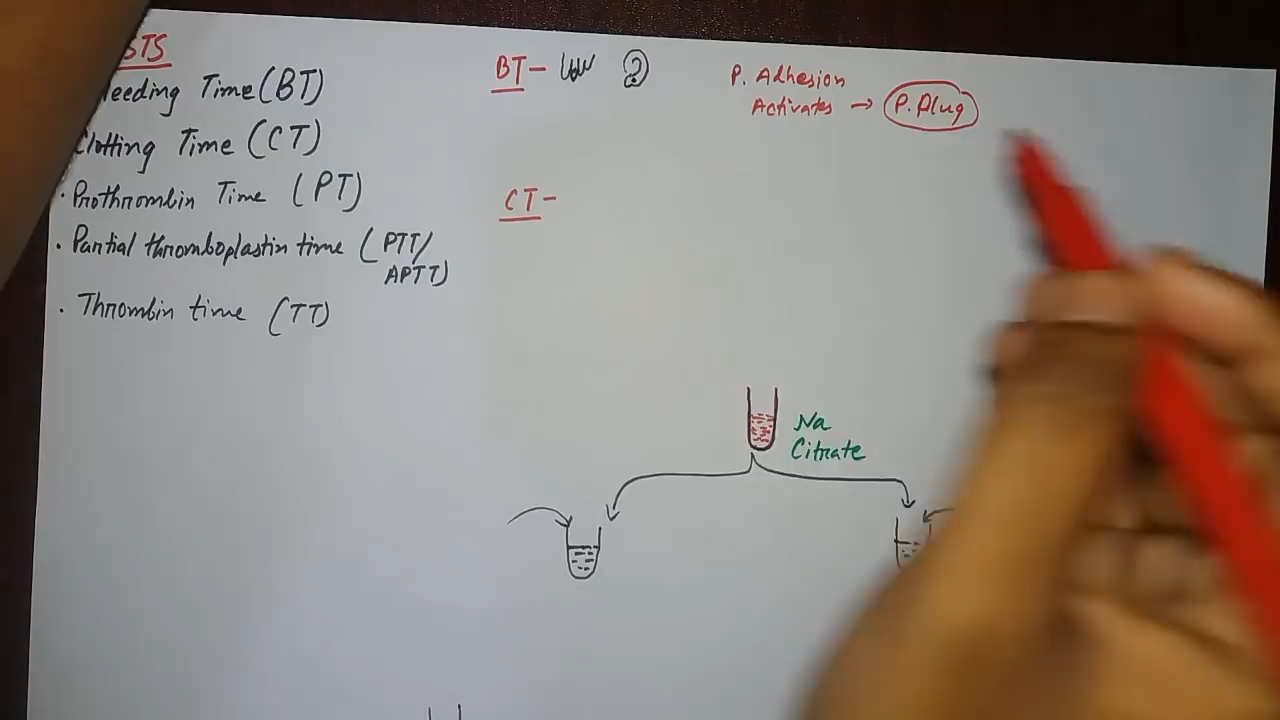 STS
leeding Time (BT)
Clotting Time (CT)
· Prothrombin Time (PT)
· Partial thromboplastin time (PTT/
APTT)
· Thrombin time (TT)
BT-
P. Adhesion
Activates → P. Plug
CT-
Na
Citrate